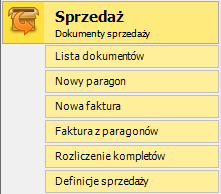 Sprzedaż
Dokumenty sprzedaży
Lista dokumentów
Nowy paragon
Nowa faktura
Faktura z paragonów
Rozliczenie kompletów
Definicje sprzedaży